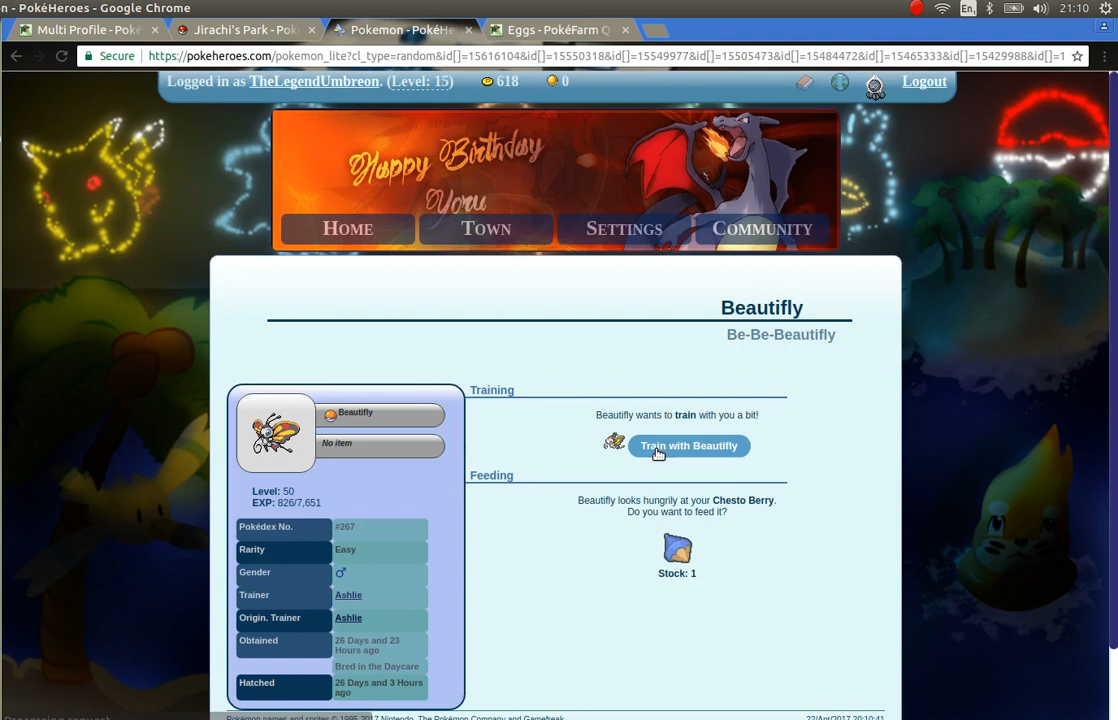 n - PokéHeroes - Google Chrome
En
21:10
Multi Profile - Poké
Jirachi's Park - Pok
Pokemon - PokéHe
Eggs - PokéFarm Q
Secure
https://pokeheroes.com/pokemon_lite?cl_type=random&id[]=15616104&id[]=15550318&id[]=15549977&id[]=15505473&id[]=15484472&id[]=15465333&id[]=15429988&id[]=1
Logged in as TheLegendUmbreon. (Level: 15)
618
0
Logout
Happy Birthday
Yoru
Home
Town
Settings
Community
Beautifly
Be-Be-Beautifly
Beautifly
No item
Level: 50
EXP: 826/7,651
Pokédex No. #267
Rarity Easy
Gender ♂
Trainer Ashlie
Origin. Trainer Ashlie
Obtained 26 Days and 23
Hours ago
Bred in the Daycare
Hatched 26 Days and 3 Hours
ago
Training
Beautifly wants to train with you a bit!
Train with Beautifly
Feeding
Beautifly looks hungrily at your Chesto Berry.
Do you want to feed it?
Stock: 1
Processing request
Pokémon names and sprites © 1995-2017 Nintendo, The Pokémon Company and Gamefreak.
22/Apr/2017 20:10:41